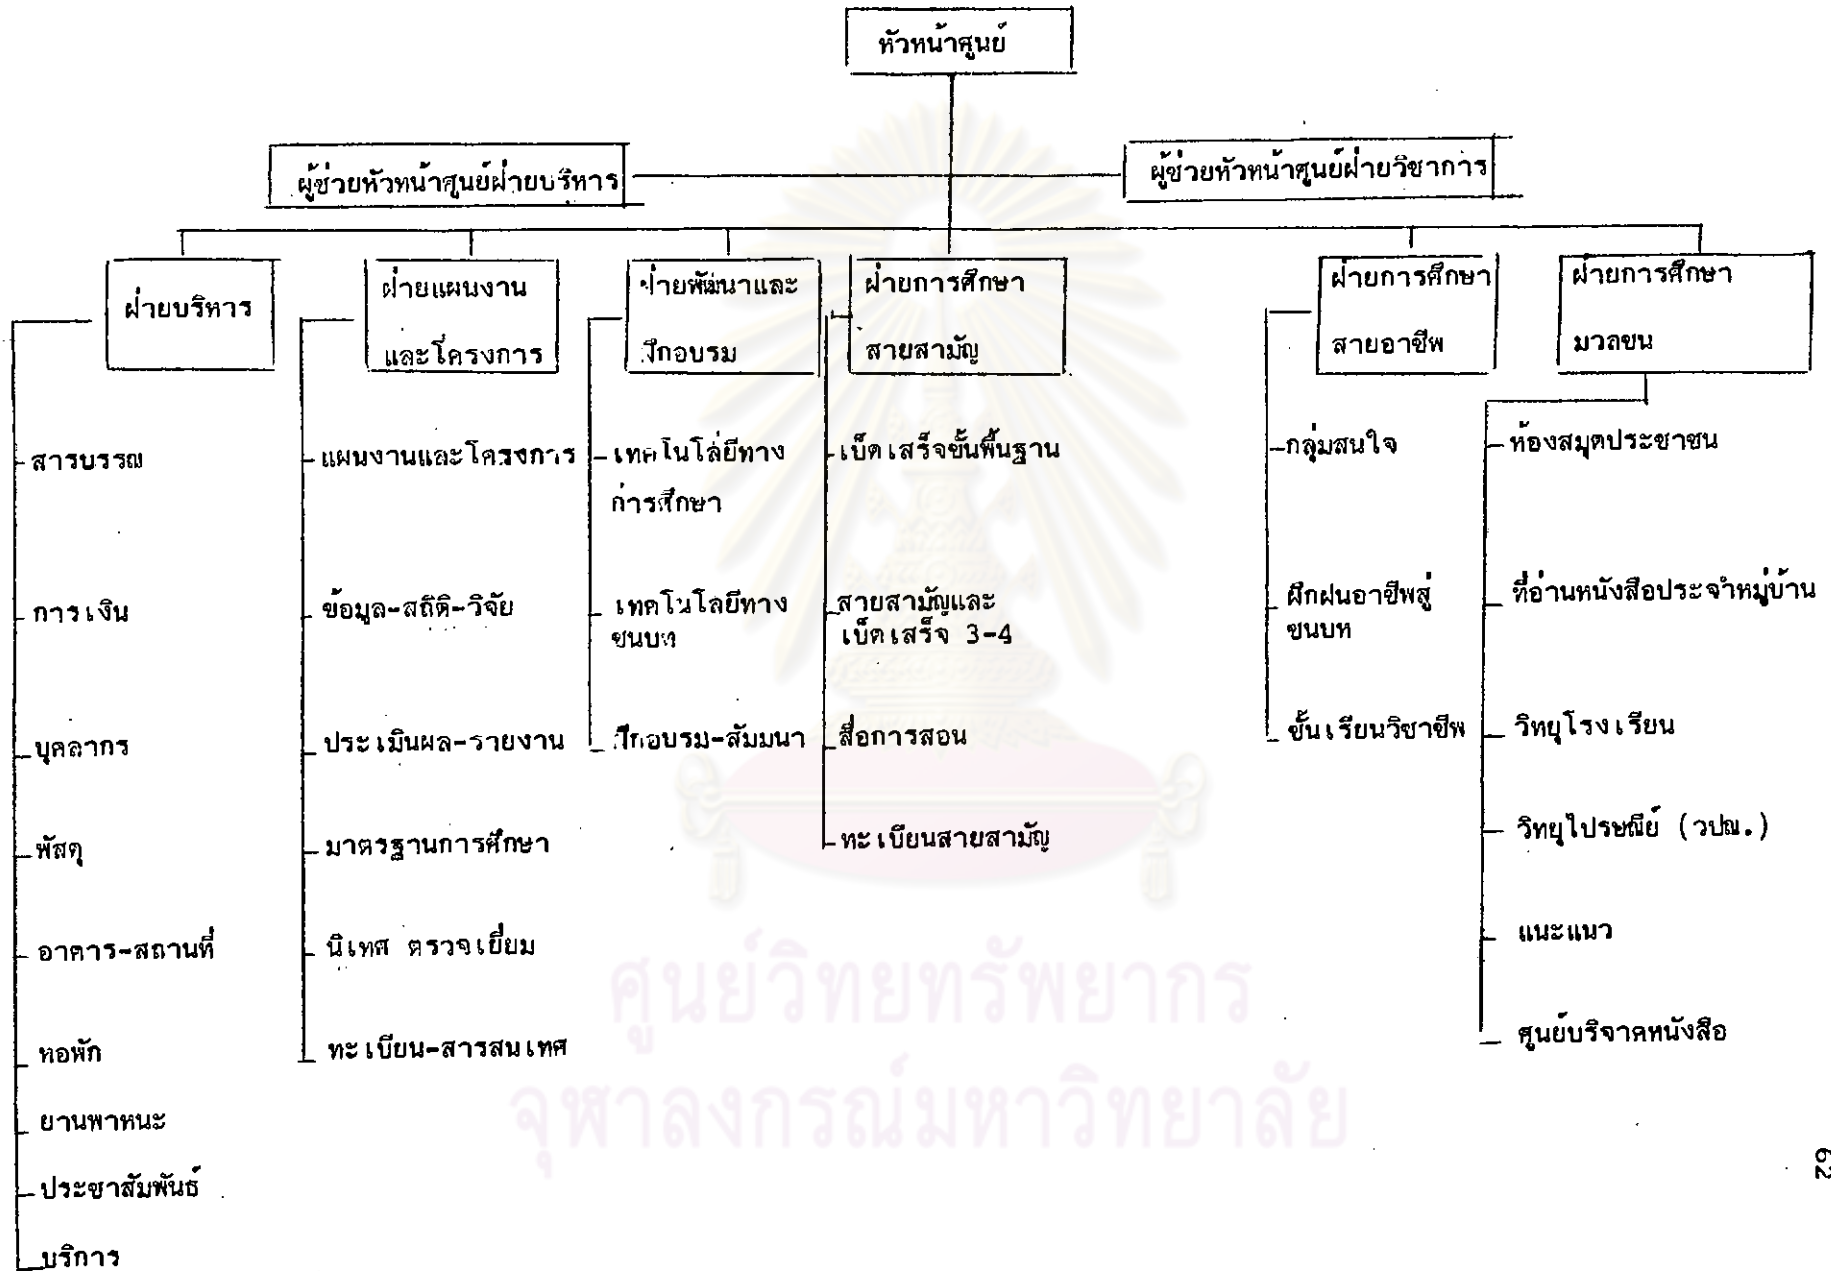 หัวหน้าศูนย์
ผู้ช่วยหัวหน้าศูนย์ฝ่ายบริหาร
ผู้ช่วยหัวหน้าศูนย์ฝ่ายวิชาการ
ฝ่ายบริหาร
สารบรรณ
การเงิน
บุคลากร
พัสดุ
อาคาร-สถานที่
หอพัก
ยานพาหนะ
ประชาสัมพันธ์
บริการ
ฝ่ายแผนงาน
และโครงการ
แผนงานและโครงการ
ข้อมูล-สถิติ-วิจัย
ประเมินผล-รายงาน
มาตรฐานการศึกษา
นิเทศ ตรวจเยี่ยม
ทะเบียน-สารสนเทศ
ฝ่ายพัฒนาและ
ฝึกอบรม
เทคโนโลยีทาง
การศึกษา
เทคโนโลยีทาง
ชนบท
ฝึกอบรม-สัมมนา
ฝ่ายการศึกษา
สายสามัญ
เบ็ดเสร็จขั้นพื้นฐาน
สายสามัญและ
เบ็ดเสร็จ 3-4
สื่อการสอน
ทะเบียนสายสามัญ
ฝ่ายการศึกษา
สายอาชีพ
กลุ่มสนใจ
ฝึกฝนอาชีพสู่
ชนบท
ชั้นเรียนวิชาชีพ
ฝ่ายการศึกษา
มวลชน
ห้องสมุดประชาชน
ที่อ่านหนังสือประจำหมู่บ้าน
วิทยุโรงเรียน
วิทยุไปรษณีย์ (วปณ.)
แนะแนว
ศูนย์บริจาคหนังสือ
ศูนย์วิทยทรัพยากร
จุฬาลงกรณ์มหาวิทยาลัย
62